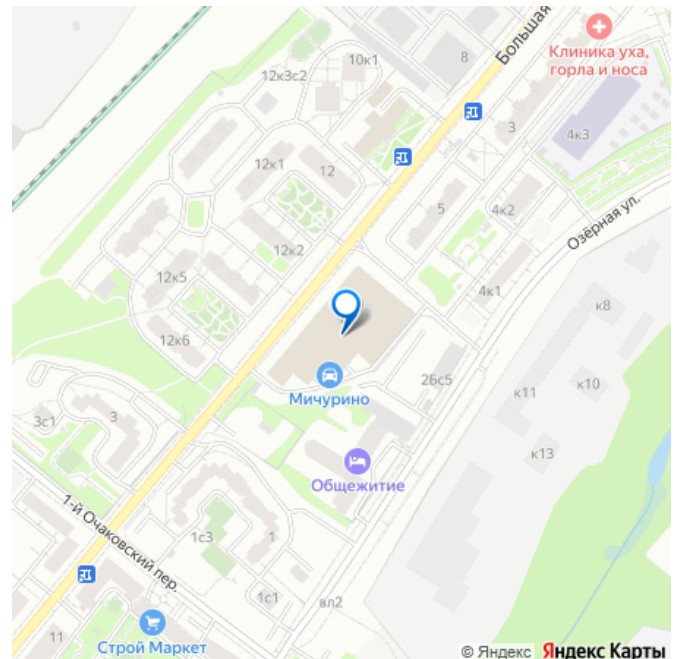 Большая
Клиника уха,
горла и носа
10к1
8
12к3с2
3
4к3
12к1
12
5
4к2
Озёрная ул.
12к2
12к5
4к1
к8
12к6
2Бс5
Мичурино
к11
к10
3с1
3
к13
Общежитие
1-й Очаковский пер.
1с3
1
1с1
вл2
11
Строй Маркет
© Яндекс Яндекс Карты